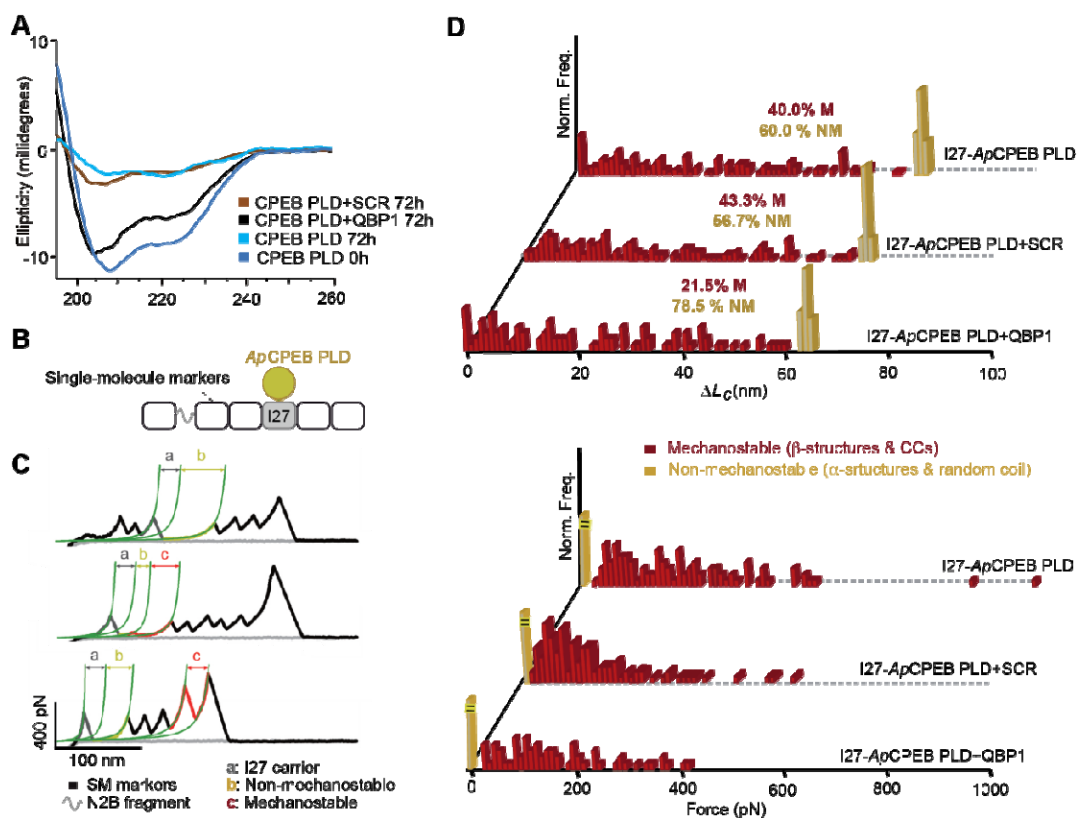 A
10
0
-10
Ellipticity (millidegrees)
CPEB PLD+SCR 72h
CPEB PLD+QBP1 72h
CPEB PLD 72h
CPEB PLD 0h
200
220
240
260
B
ApCPEB PLD
Single-molecule markers
I27
C
a
b
a
b
c
a
b
c
400 pN
100 nm
SM markers
N2B fragment
a: I27 carrier
b: Non-mochanostablo
c: Mechanostable
D
Norm. Freq.
40.0% M
60.0 % NM
I27-ApCPEB PLD
43.3% M
56.7% NM
I27-ApCPEB PLD+SCR
21.5% M
78.5 % NM
I27-ApCPEB PLD+QBP1
0
20
40
60
80
100
ΔLC(nm)
Mechanostable (β-structures & CCs)
Non-mechanostable (α-srtuctures & random coil)
Norm. Freq.
I27-ApCPEB PLD
I27-ApCPEB PLD+SCR
I27-ApCPEB PLD–QBP1
0
200
400
600
800
1000
Force (pN)